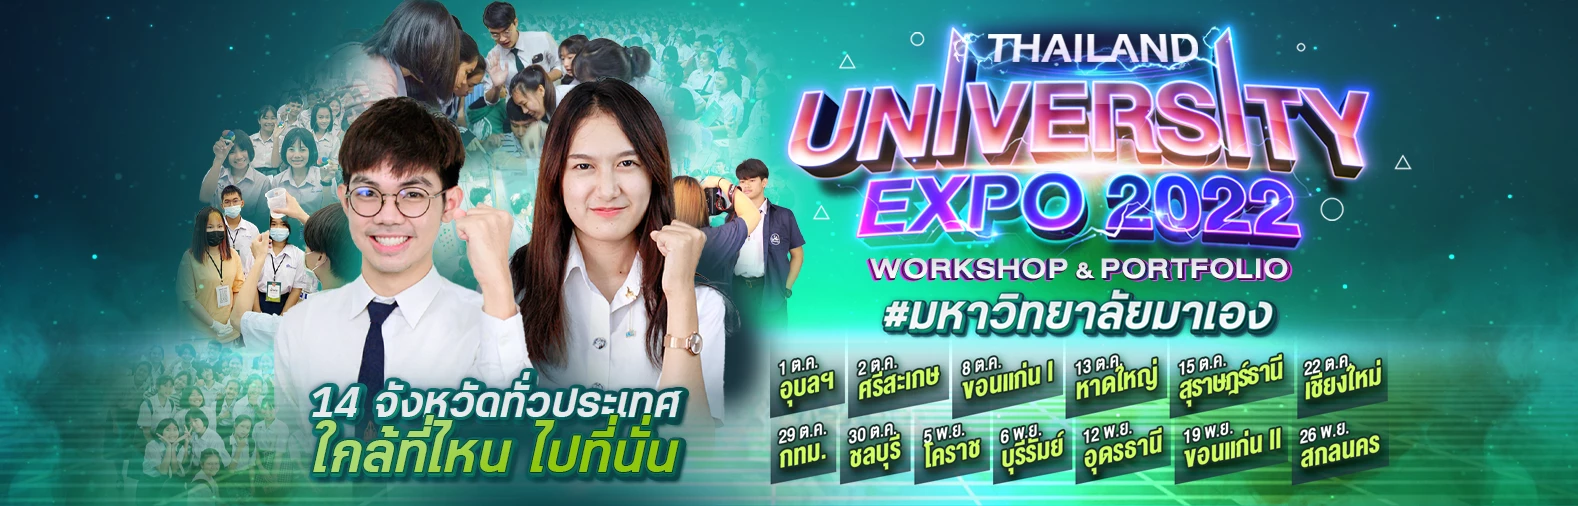 THAILAND
UNIVERSITY
EXPO 2022
WORKSHOP & PORTFOLIO
#มหาวิทยาลัยมาเอง
14 จังหวัดทั่วประเทศ
ใกล้ที่ไหน ไปที่นั่น
1 ต.ค.
อุบลฯ
2 ต.ค.
ศรีสะเกษ
8 ต.ค.
ขอนแก่น I
13 ต.ค.
หาดใหญ่
15 ต.ค.
สุราษฎร์ธานี
22 ต.ค.
เชียงใหม่
29 ต.ค.
กทม.
30 ต.ค.
ชลบุรี
5 พ.ย.
โคราช
6 พ.ย.
บุรีรัมย์
12 พ.ย.
อุดรธานี
19 พ.ย.
ขอนแก่น II
26 พ.ย.
สกลนคร